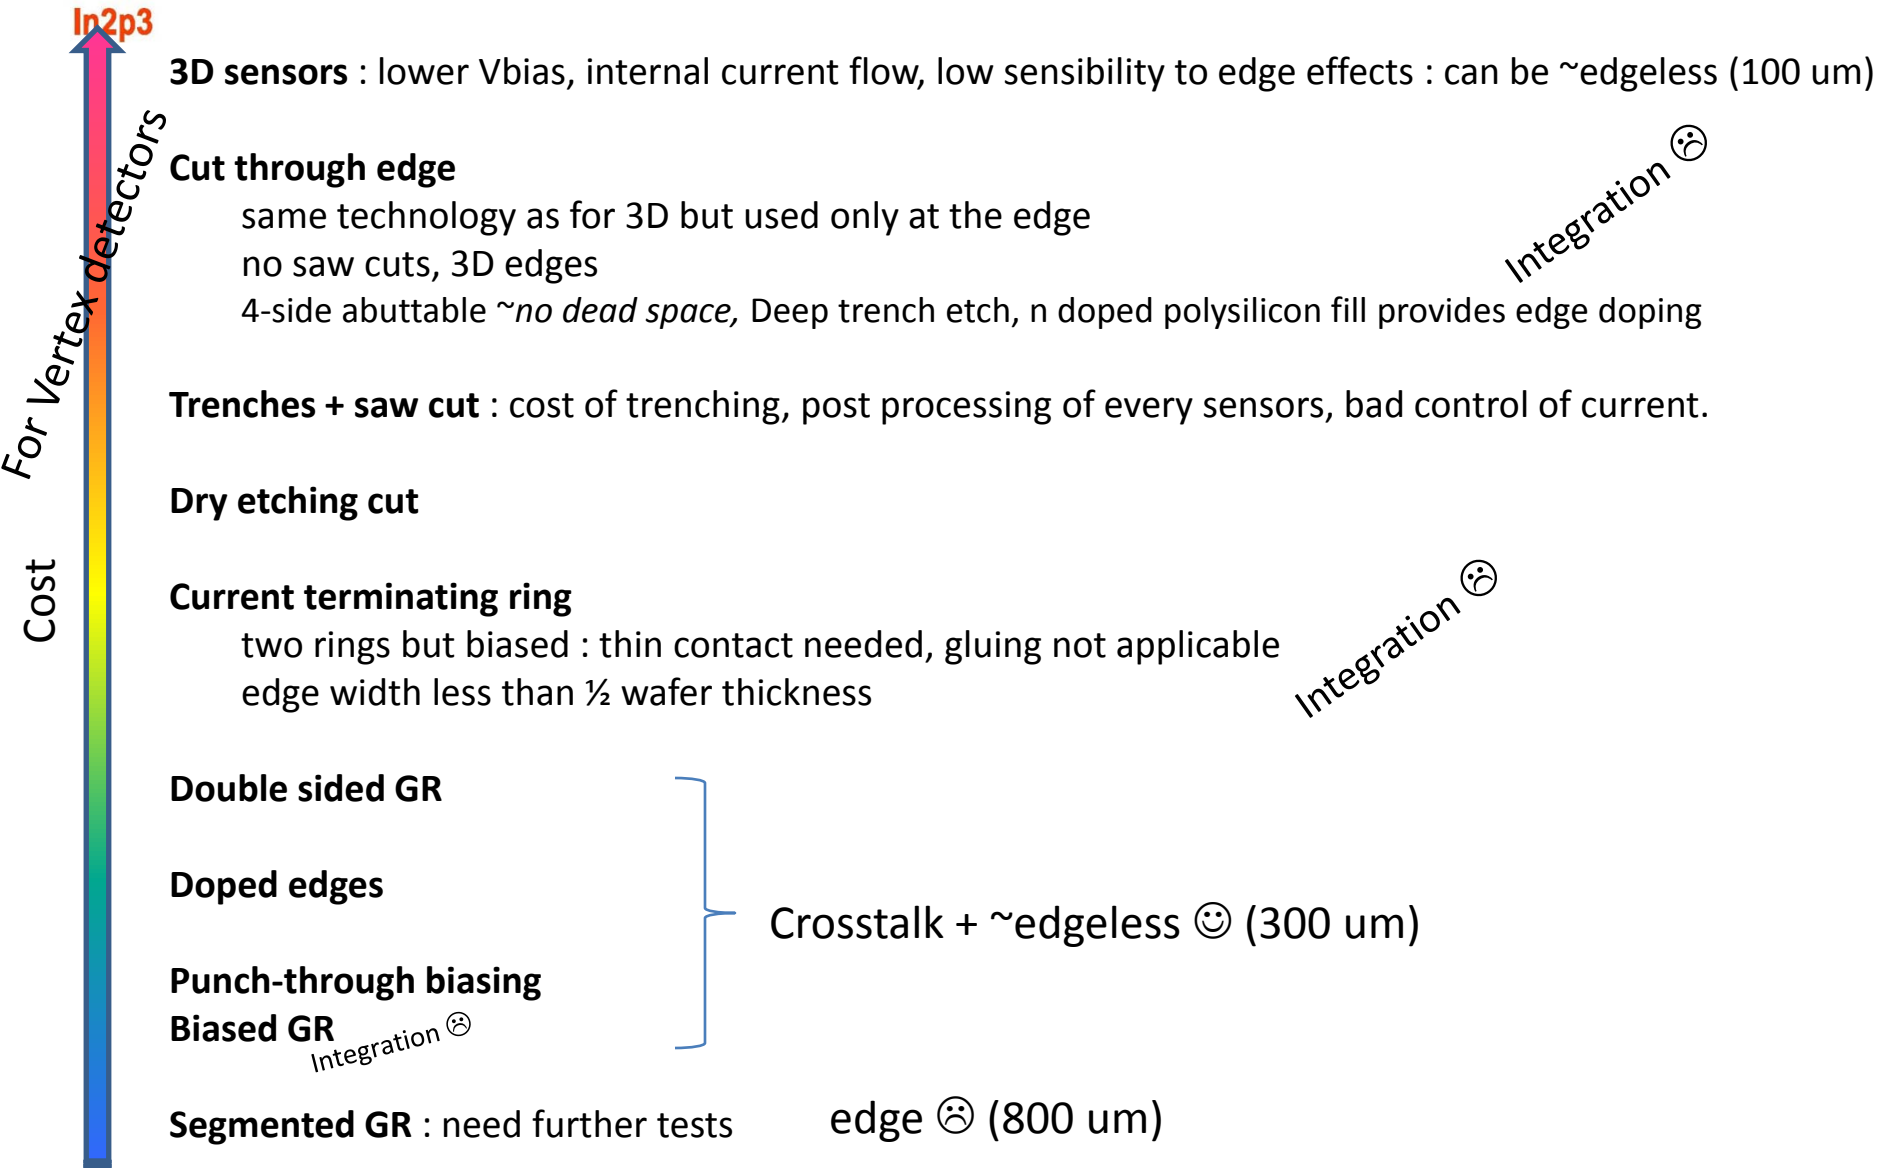 In2p3
3D sensors : lower Vbias, internal current flow, low sensibility to edge effects : can be ~edgeless (100 um)
For Vertex detectors
Cut through edge
same technology as for 3D but used only at the edge
no saw cuts, 3D edges
4-side abuttable ~no dead space, Deep trench etch, n doped polysilicon fill provides edge doping
Integration ☹
Trenches + saw cut : cost of trenching, post processing of every sensors, bad control of current.
Dry etching cut
Cost
Current terminating ring
two rings but biased : thin contact needed, gluing not applicable
edge width less than ½ wafer thickness
Integration ☹
Double sided GR
Doped edges
Crosstalk + ~edgeless ☺ (300 um)
Punch-through biasing
Biased GR
Integration ☹
Segmented GR : need further tests
edge ☹ (800 um)